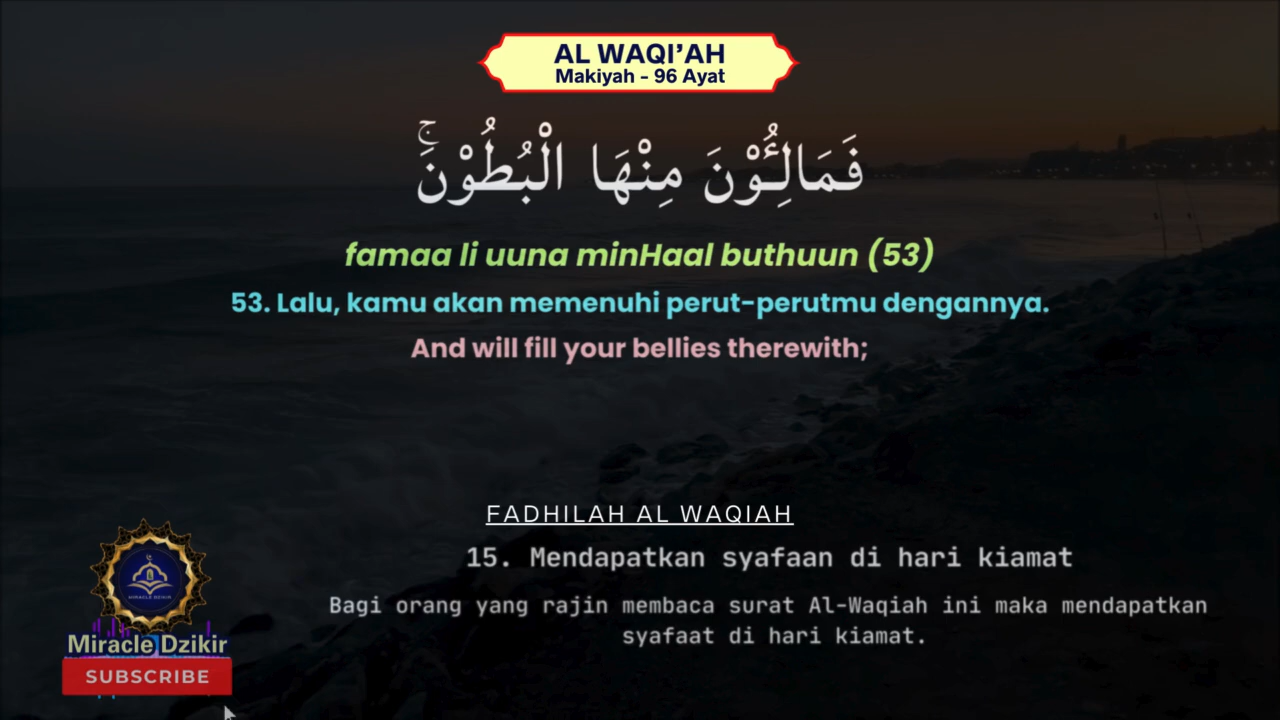 AL WAQI’AH
Makiyah - 96 Ayat
فَمَالِـُٔوْنَ مِنْهَا الْبُطُوْنَۚ
famaa li uuna minHaal buthuun (53)
53. Lalu, kamu akan memenuhi perut-perutmu dengannya.
And will fill your bellies therewith;
FADHILAH AL WAQIAH
15. Mendapatkan syafaan di hari kiamat
Bagi orang yang rajin membaca surat Al-Waqiah ini maka mendapatkan
syafaat di hari kiamat.
MIRACLE DZIKIR
Miracle Dzikir
SUBSCRIBE